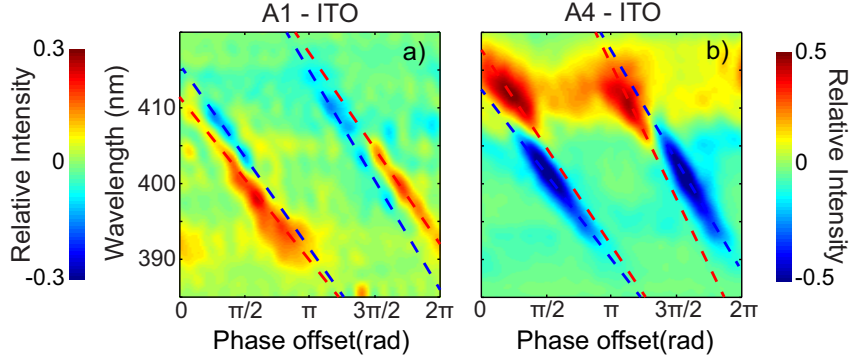 A1 - ITO
A4 - ITO
0.3
0
-0.3
Relative Intensity
Wavelength (nm)
410
400
390
a)
0
π/2
π
3π/2
2π
Phase offset(rad)
b)
0
π/2
π
3π/2
2π
Phase offset(rad)
0.5
0
-0.5
Relative Intensity